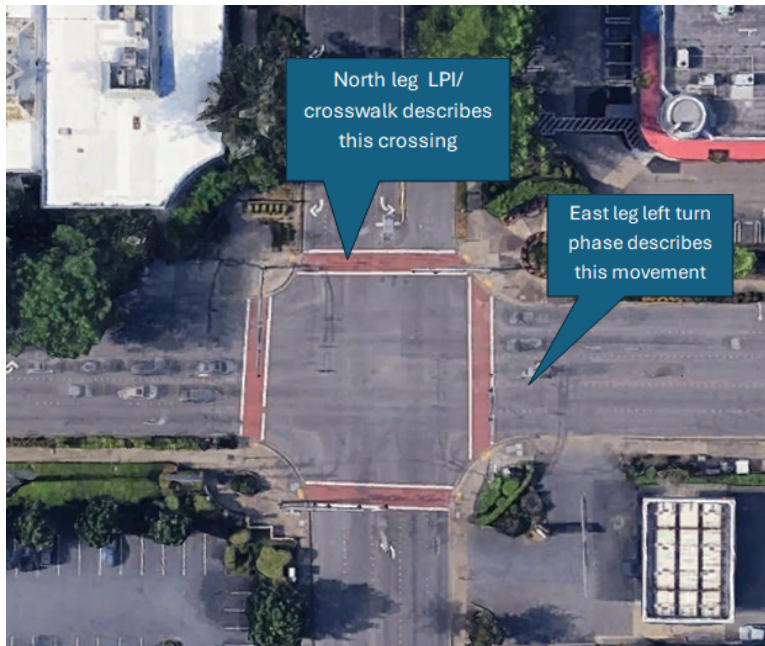 North leg LPI/
crosswalk describes
this crossing
East leg left turn
phase describes
this movement